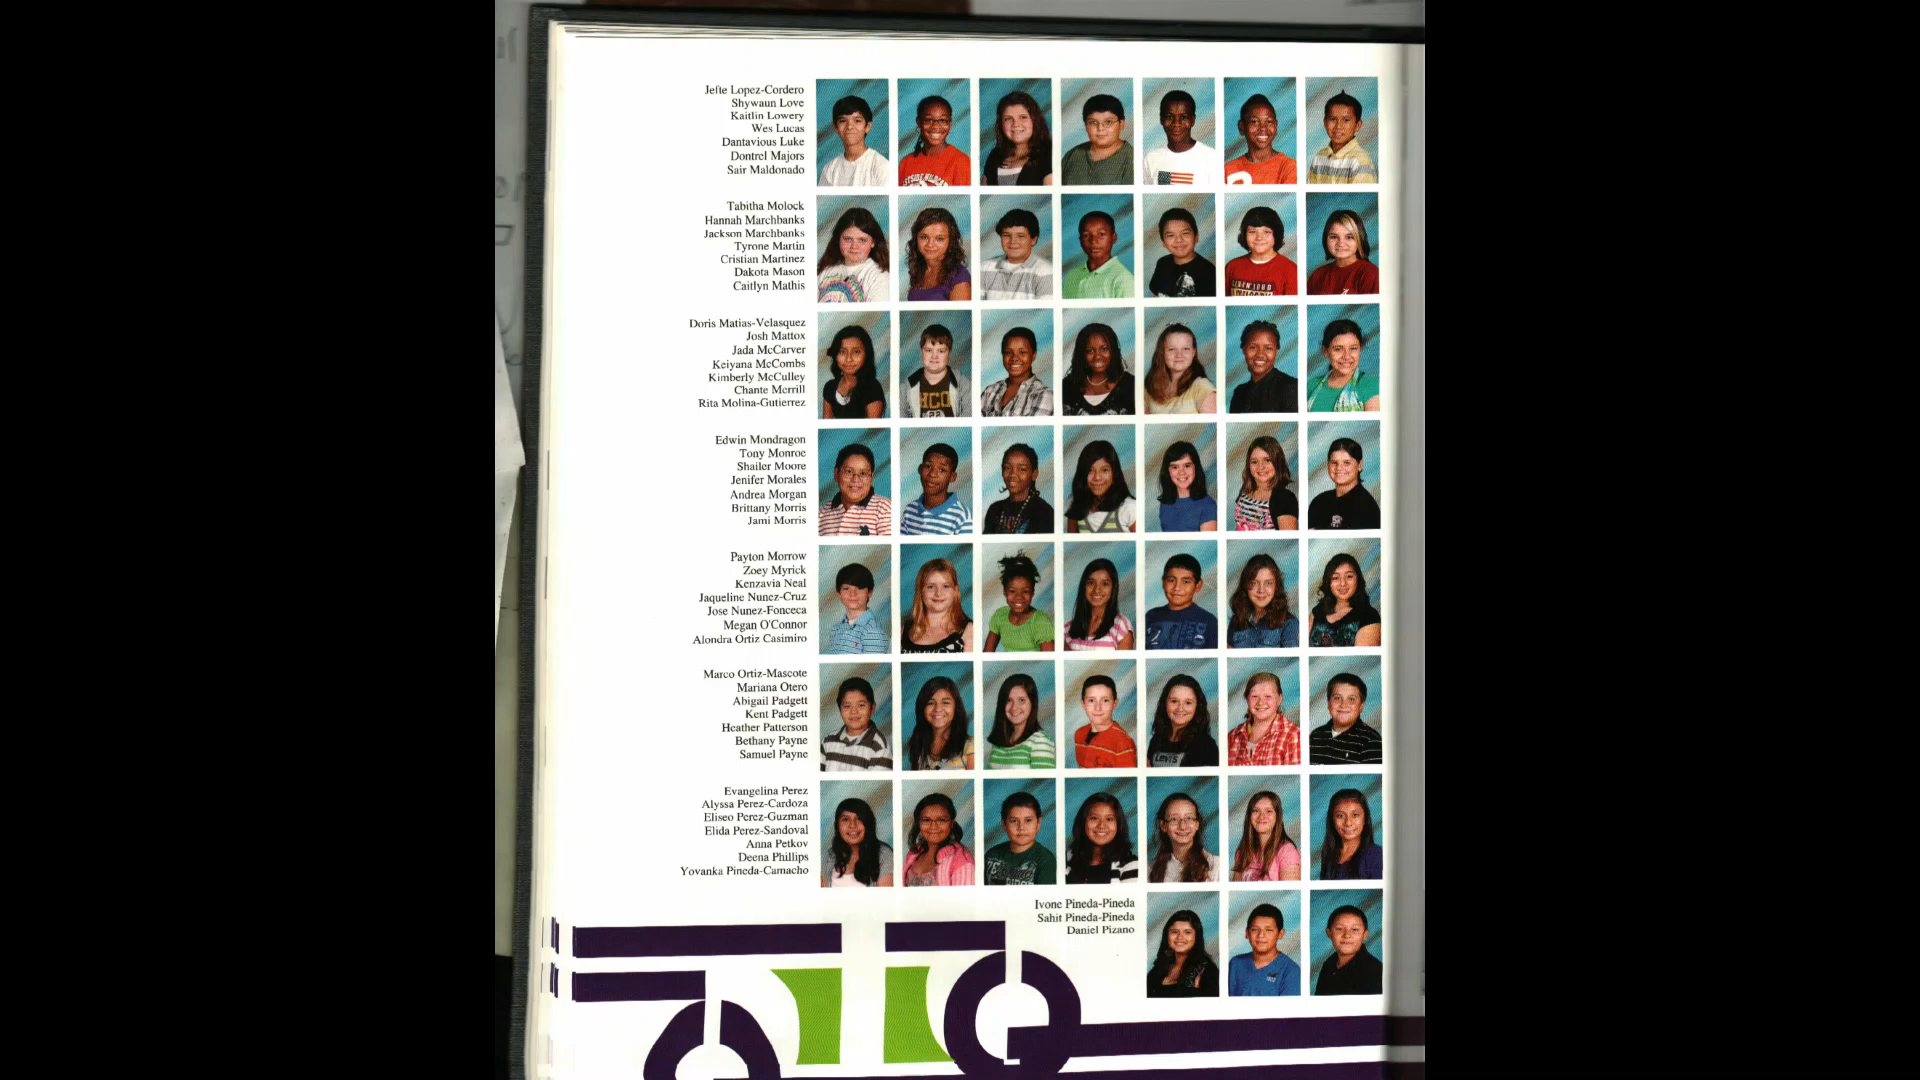 Jefte Lopez-Cordero
Shywaun Love
Kaitlin Lowery
Wes Lucas
Dantavious Luke
Dontrel Majors
Sair Maldonado
Tabitha Molock
Hannah Marchbanks
Jackson Marchbanks
Tyrone Martin
Cristian Martinez
Dakota Mason
Caitlyn Mathis
Doris Matias-Velasquez
Josh Mattox
Jada McCarver
Keiyana McCombs
Kimberly McCulley
Chante Merrill
Rita Molina-Gutierrez
Edwin Mondragon
Tony Monroe
Shailer Moore
Jenifer Morales
Andrea Morgan
Brittany Morris
Jami Morris
Payton Morrow
Zoey Myrick
Kenzavia Neal
Jaqueline Nunez-Cruz
Jose Nunez-Fonceca
Megan O'Connor
Alondra Ortiz Casimiro
Marco Ortiz-Mascote
Mariana Otero
Abigail Padgett
Kent Padgett
Heather Patterson
Bethany Payne
Samuel Payne
Evangelina Perez
Alyssa Perez-Cardoza
Eliseo Perez-Guzman
Elida Perez-Sandoval
Anna Petkov
Deena Phillips
Yovanka Pineda-Camacho
Ivone Pineda-Pineda
Sahit Pineda-Pineda
Daniel Pizano